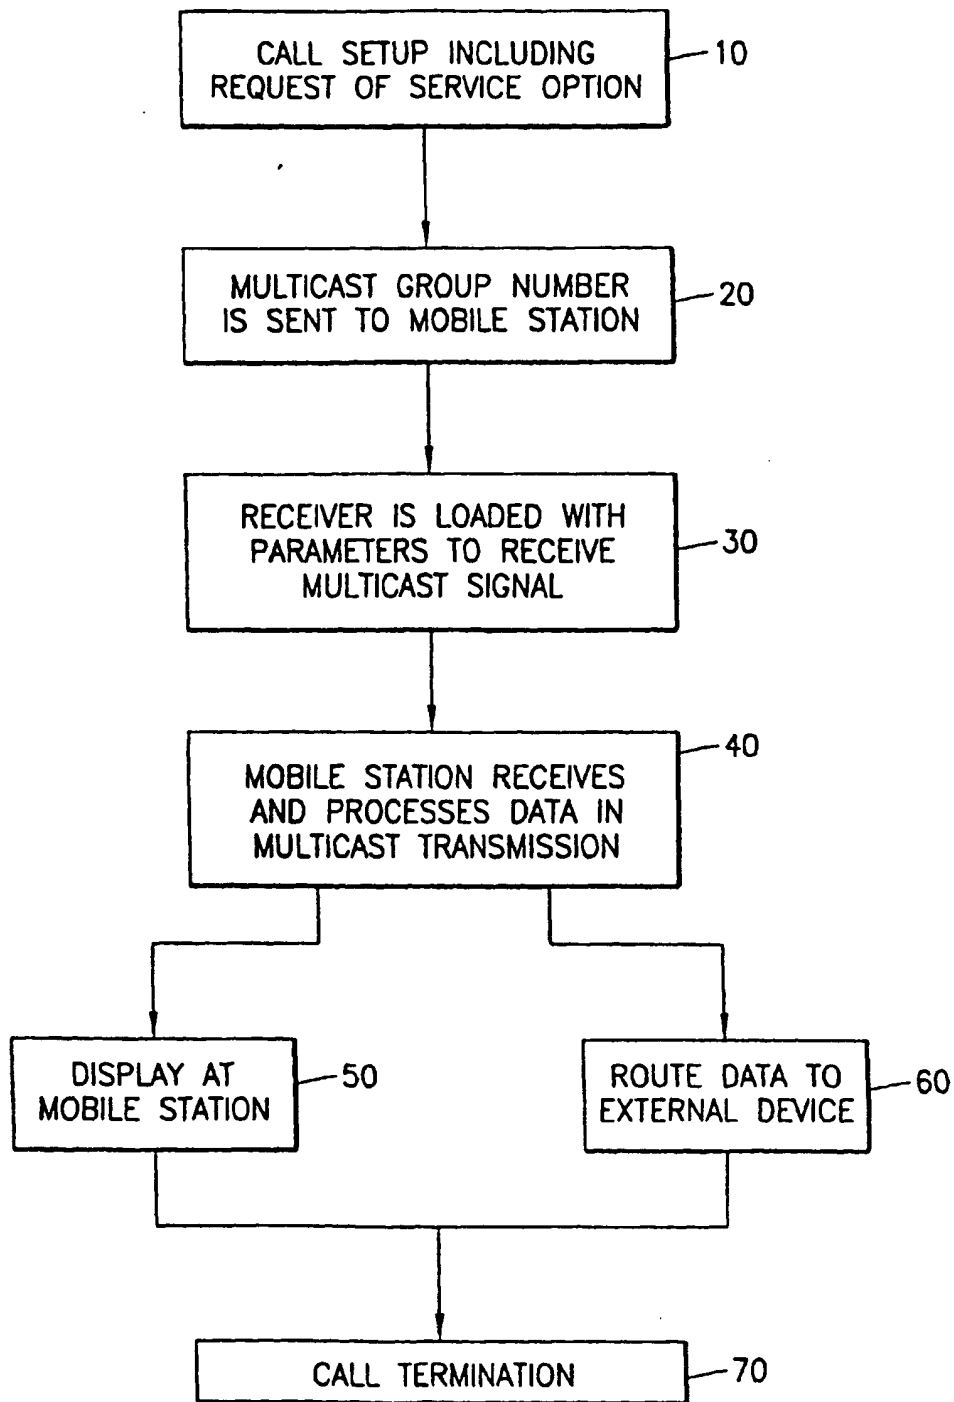 CALL SETUP INCLUDING
REQUEST OF SERVICE OPTION
10
MULTICAST GROUP NUMBER
IS SENT TO MOBILE STATION
20
RECEIVER IS LOADED WITH
PARAMETERS TO RECEIVE
MULTICAST SIGNAL
30
MOBILE STATION RECEIVES
AND PROCESSES DATA IN
MULTICAST TRANSMISSION
40
DISPLAY AT
MOBILE STATION
50
ROUTE DATA TO
EXTERNAL DEVICE
60
CALL TERMINATION
70